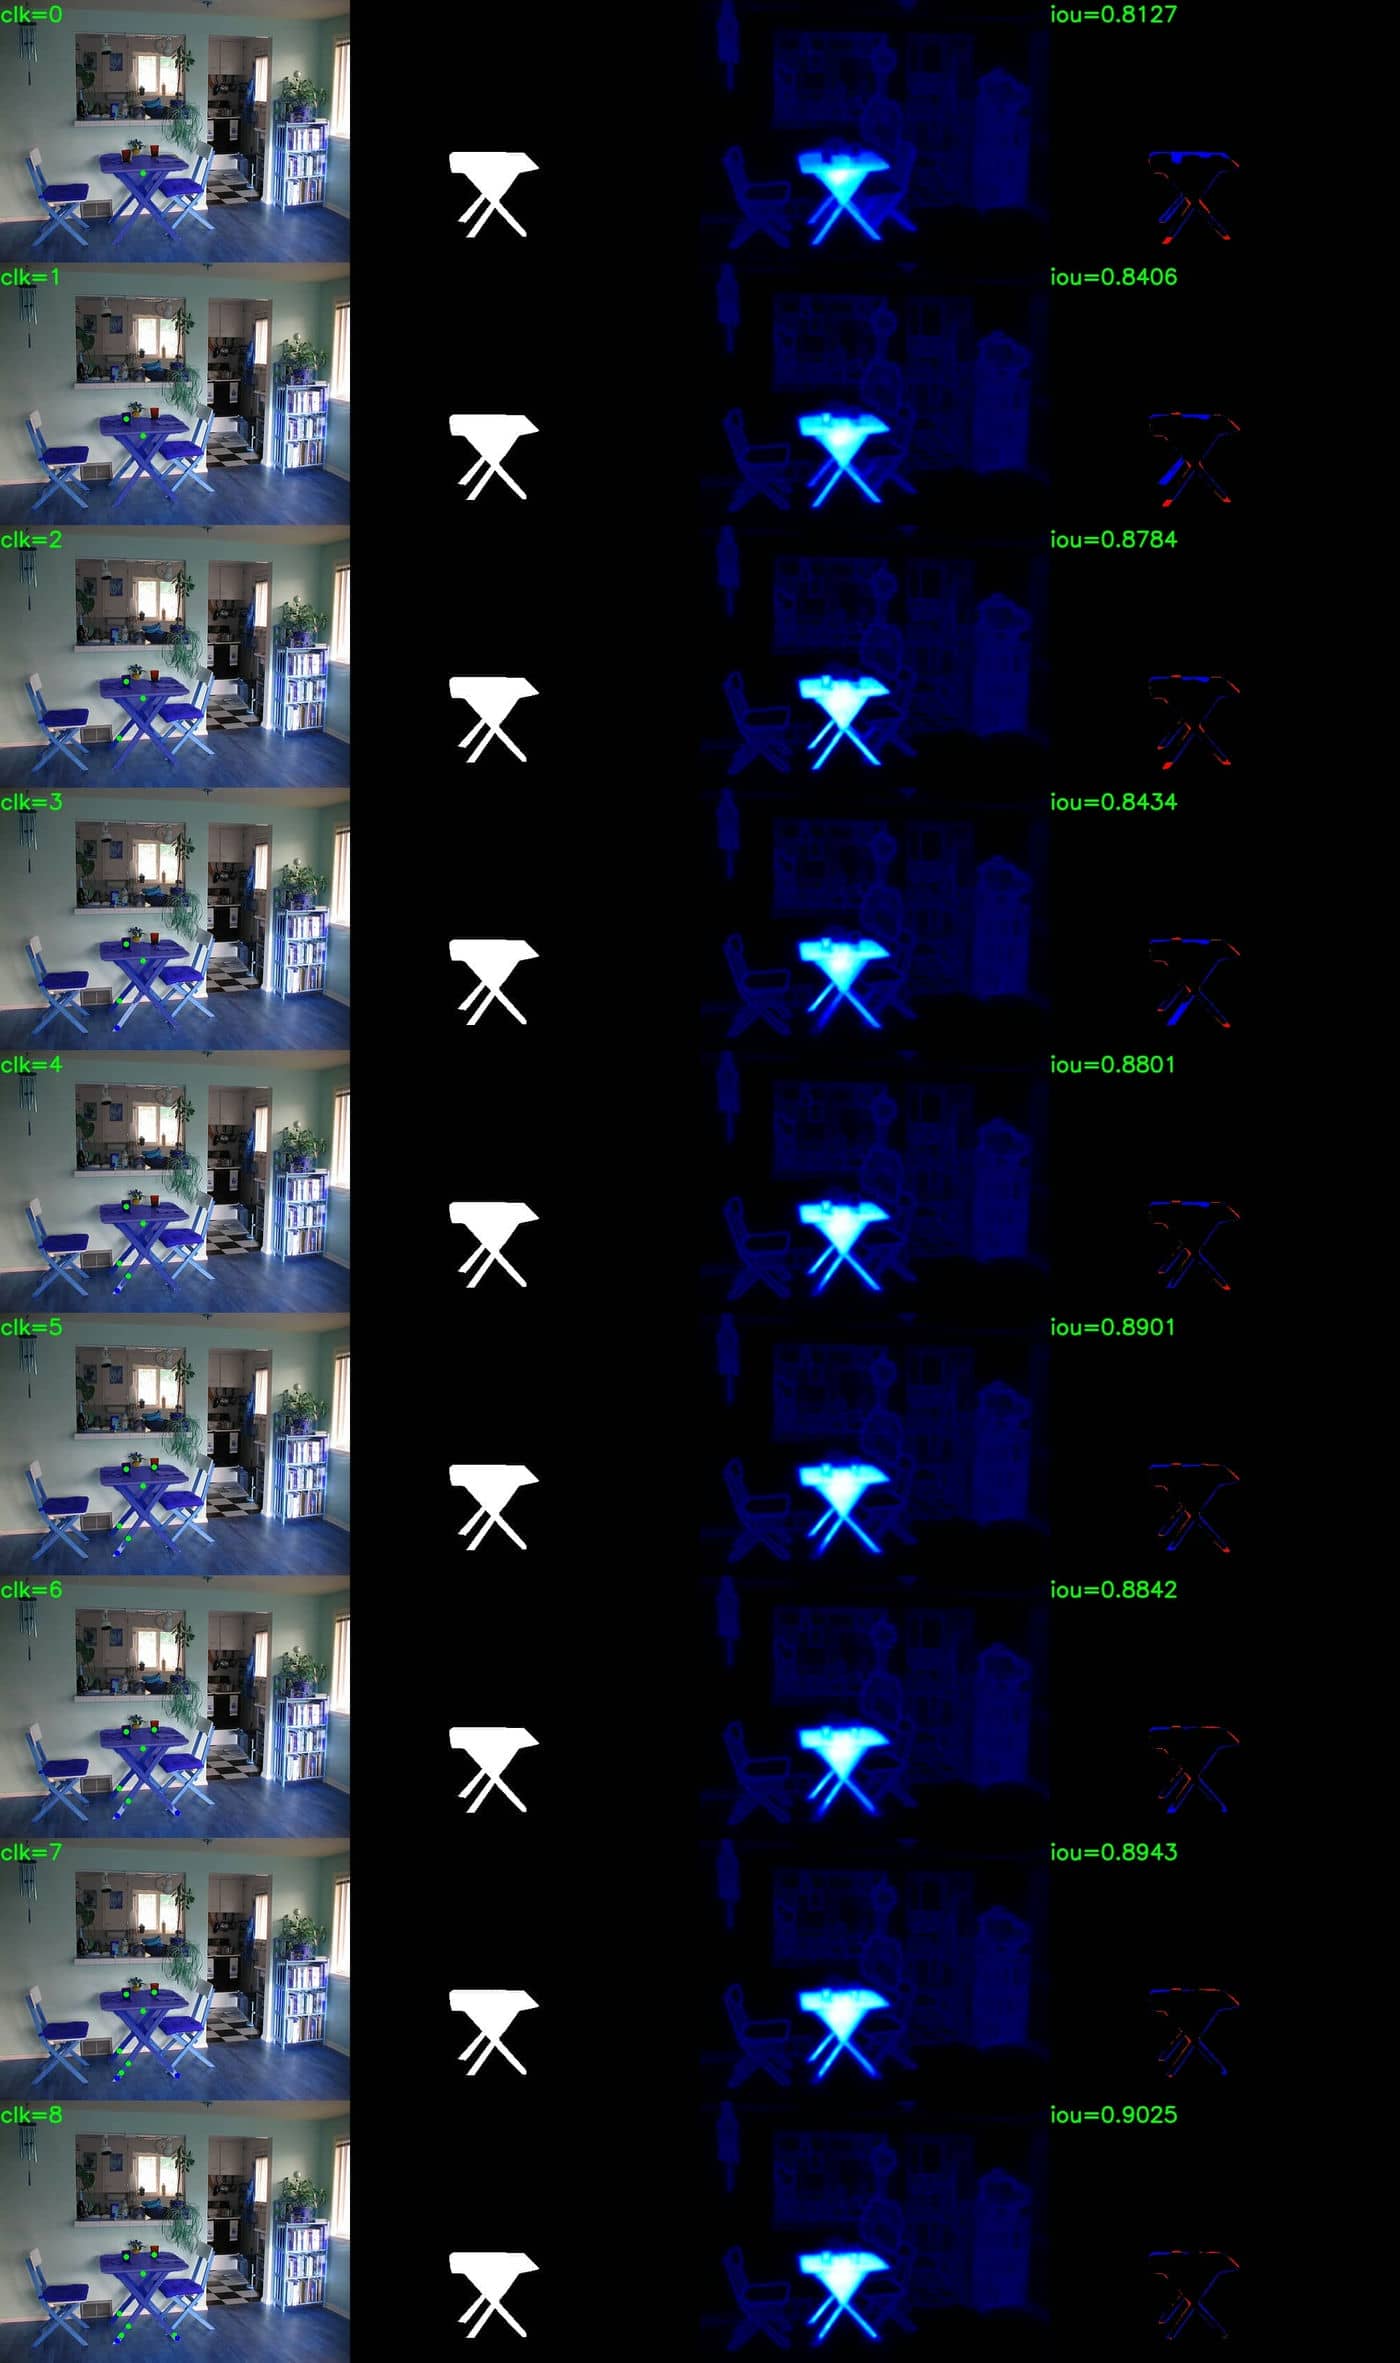 clk=0 iou=0.8127
clk=1 iou=0.8406
clk=2 iou=0.8784
clk=3 iou=0.8434
clk=4 iou=0.8801
clk=5 iou=0.8901
clk=6 iou=0.8842
clk=7 iou=0.8943
clk=8 iou=0.9025